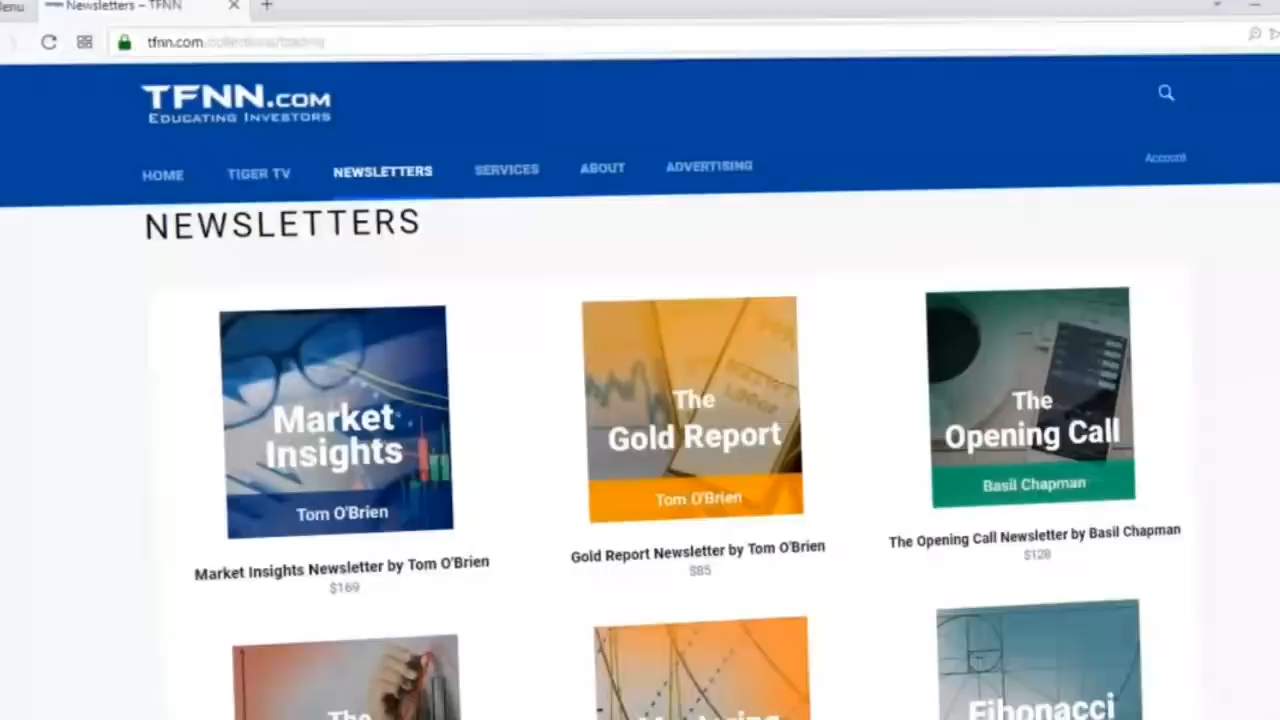 Newsletters – TFNN
tfnn.com
TFNN.COM
EDUCATING INVESTORS
HOME TIGER TV NEWSLETTERS SERVICES ABOUT ADVERTISING
Account
NEWSLETTERS
Market
Insights
Tom O'Brien
Market Insights Newsletter by Tom O'Brien
$169
The
Gold Report
Tom O'Brien
Gold Report Newsletter by Tom O'Brien
$85
The
Opening Call
Basil Chapman
The Opening Call Newsletter by Basil Chapman
$128
The
Fibonacci